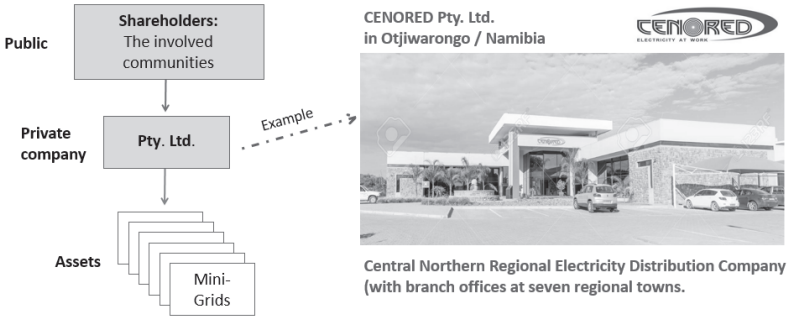 Public
Shareholders:
The involved
communities
Private
company
Pty. Ltd.
Example
Assets
Mini-
Grids
CENORED Pty. Ltd.
in Otjiwarongo / Namibia
CENORED
ELECTRICITY AT WORK
Central Northern Regional Electricity Distribution Company
(with branch offices at seven regional towns.